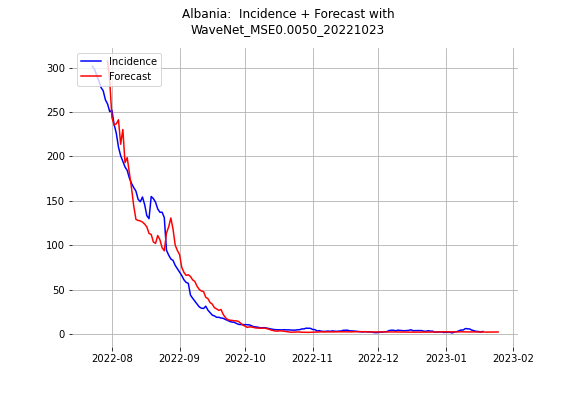 Albania:  Incidence + Forecast with
WaveNet_MSE0.0050_20221023
Incidence
Forecast
300
250
200
150
100
50
0
2022-08 2022-09 2022-10 2022-11 2022-12 2023-01 2023-02